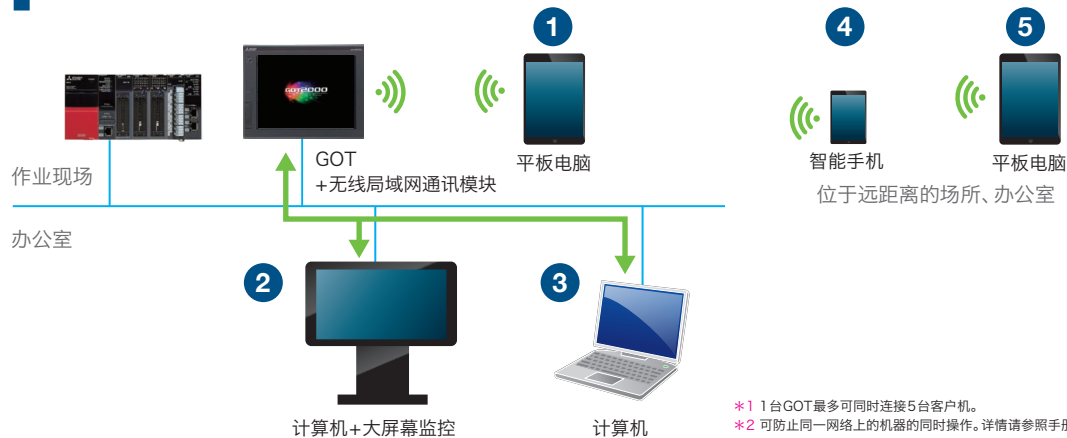 1
4
5
GOT2000
作业现场
GOT
+无线局域网通讯模块
平板电脑
智能手机
平板电脑
位于远距离的场所、办公室
办公室
2
3
计算机+大屏幕监控
计算机
*1 1台GOT最多可同时连接5台客户机。
*2 可防止同一网络上的机器的同时操作。详情请参照手册